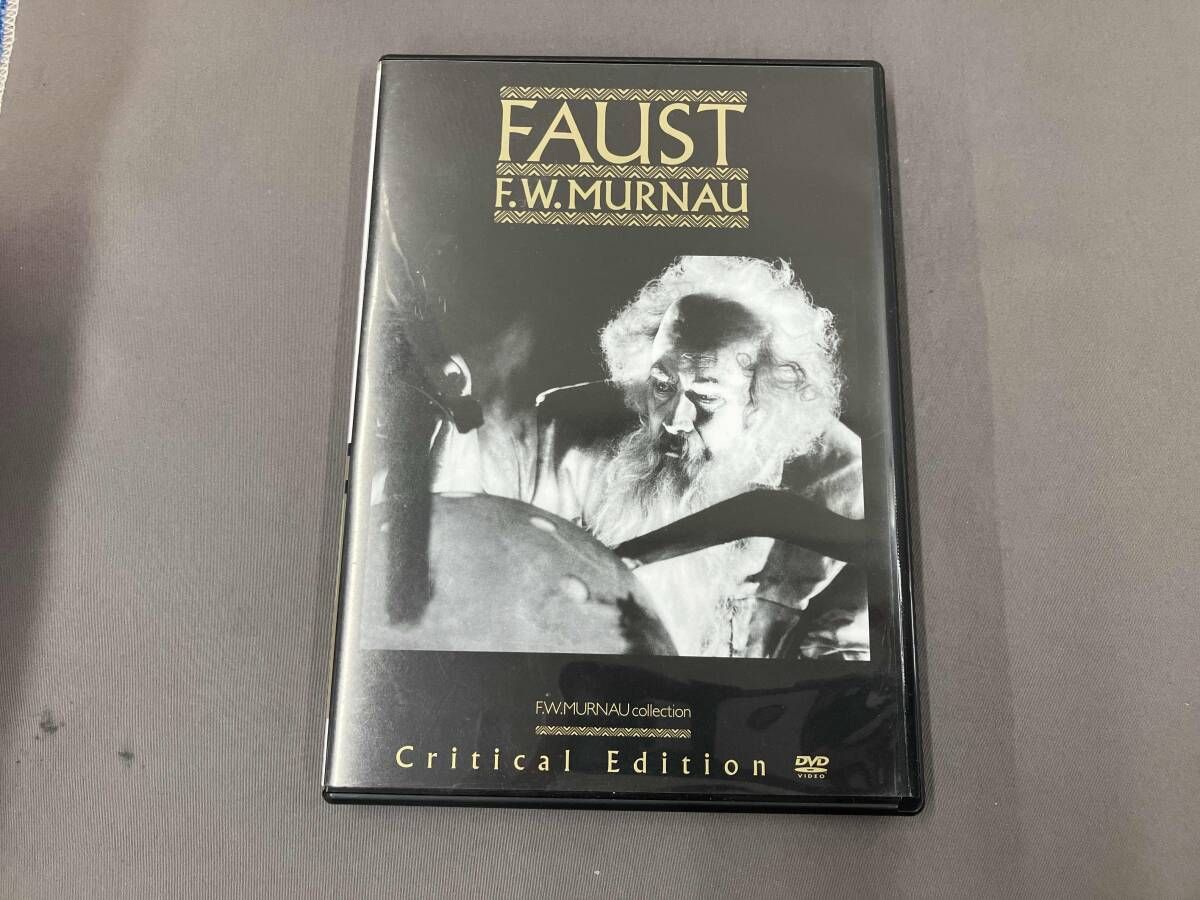 FAUST
F.W.MURNAU
F.W.MURNAU collection
Critical Edition
DVD
VIDEO